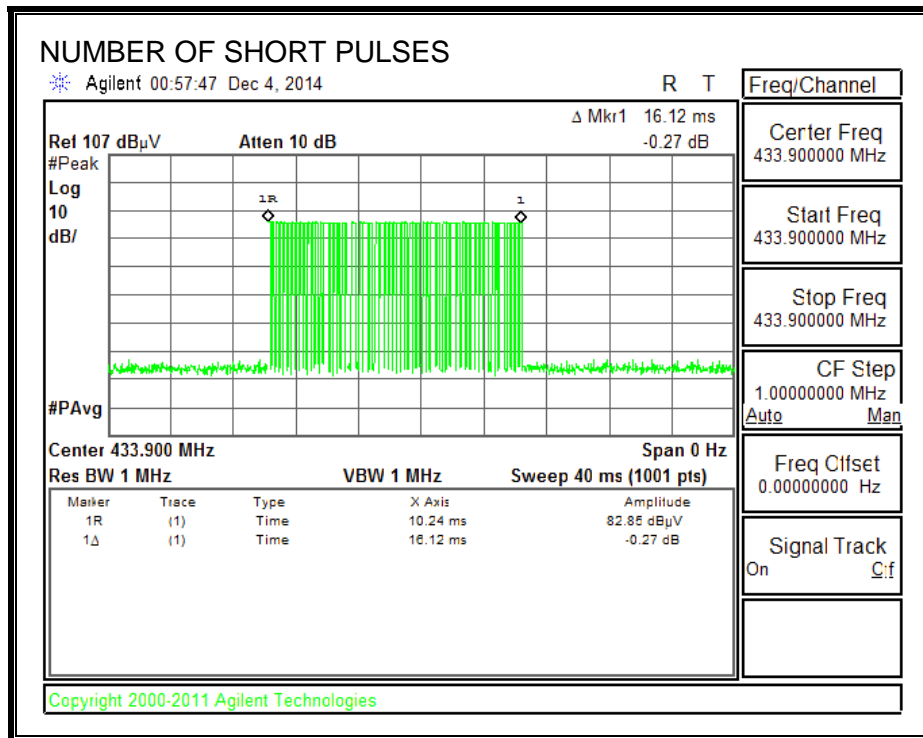 NUMBER OF SHORT PULSES
Agilent 00:57:47 Dec 4, 2014 R T
Freq/Channel
Δ Mkr1 16.12 ms
Ref 107 dBµV Atten 10 dB -0.27 dB
#Peak
Log
10
dB/
1R 1
#PAvg
Center 433.900 MHz Span 0 Hz
Res BW 1 MHz VBW 1 MHz Sweep 40 ms (1001 pts)
Marker Trace Type X Axis Amplitude
1R (1) Time 10.24 ms 82.85 dBµV
1Δ (1) Time 16.12 ms -0.27 dB
Center Freq
433.900000 MHz
Start Freq
433.900000 MHz
Stop Freq
433.900000 MHz
CF Step
1.00000000 MHz
Auto Man
Freq Offset
0.00000000 Hz
Signal Track
On Off
Copyright 2000-2011 Agilent Technologies